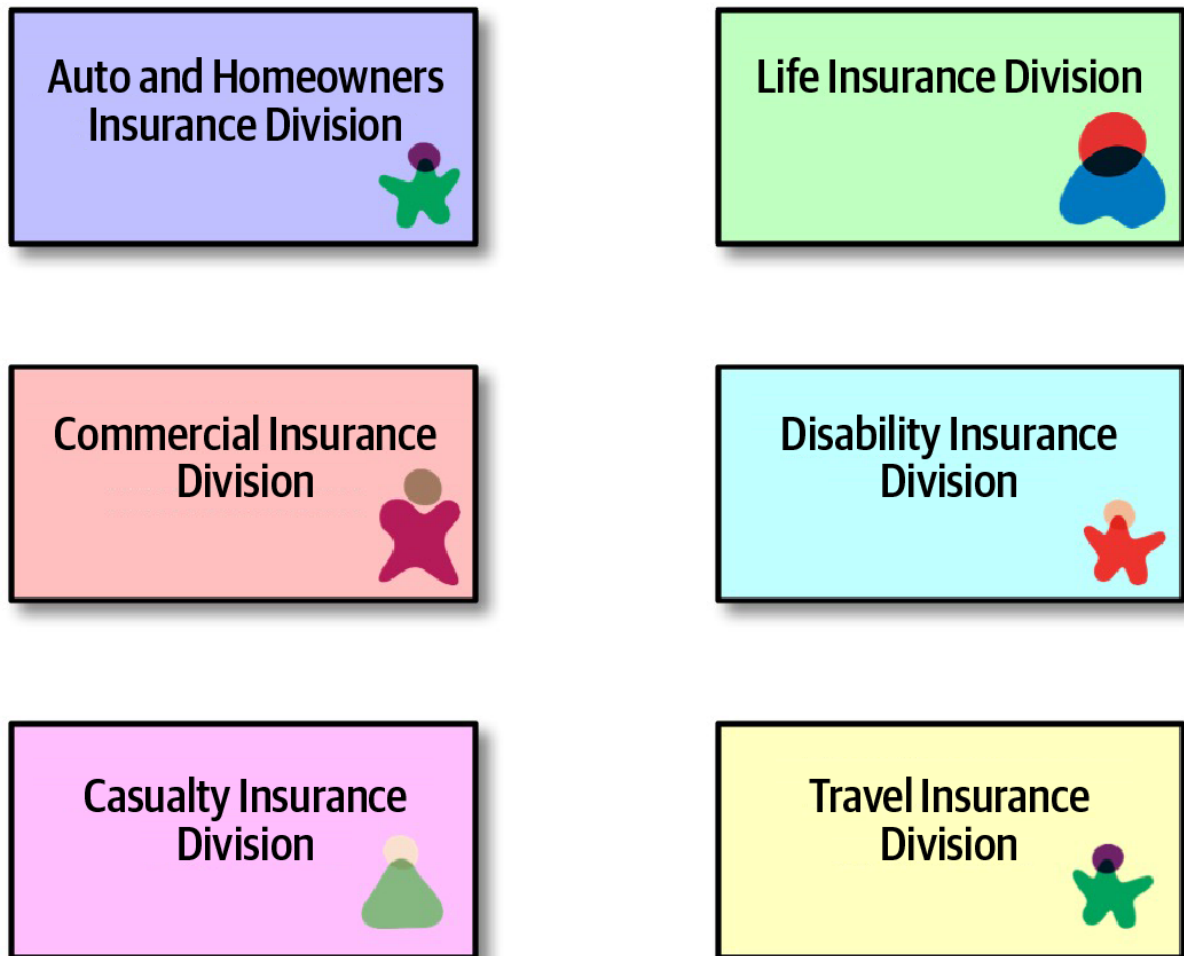 Auto and Homeowners
Insurance Division
Life Insurance Division
Commercial Insurance
Division
Disability Insurance
Division
Casualty Insurance
Division
Travel Insurance
Division